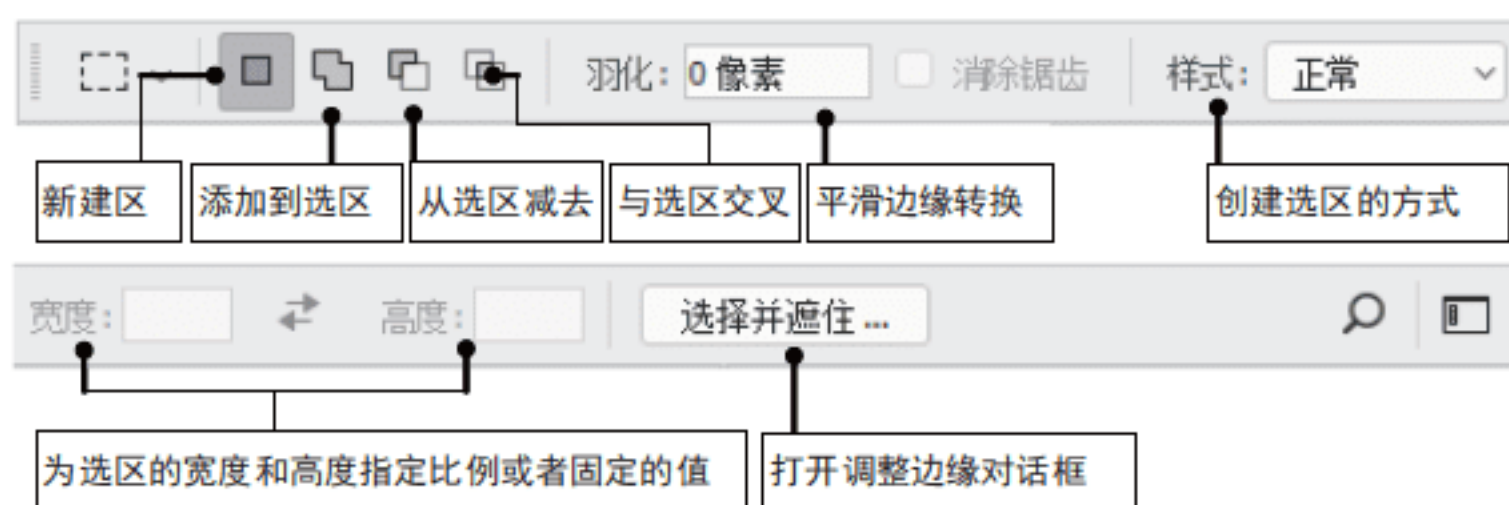 羽化: 0 像素 消除锯齿 样式: 正常
新建区 添加到选区 从选区减去 与选区交叉 平滑边缘转换 创建选区的方式
宽度: 高度: 选择并遮住 ...
为选区的宽度和高度指定比例或者固定的值 打开调整边缘对话框